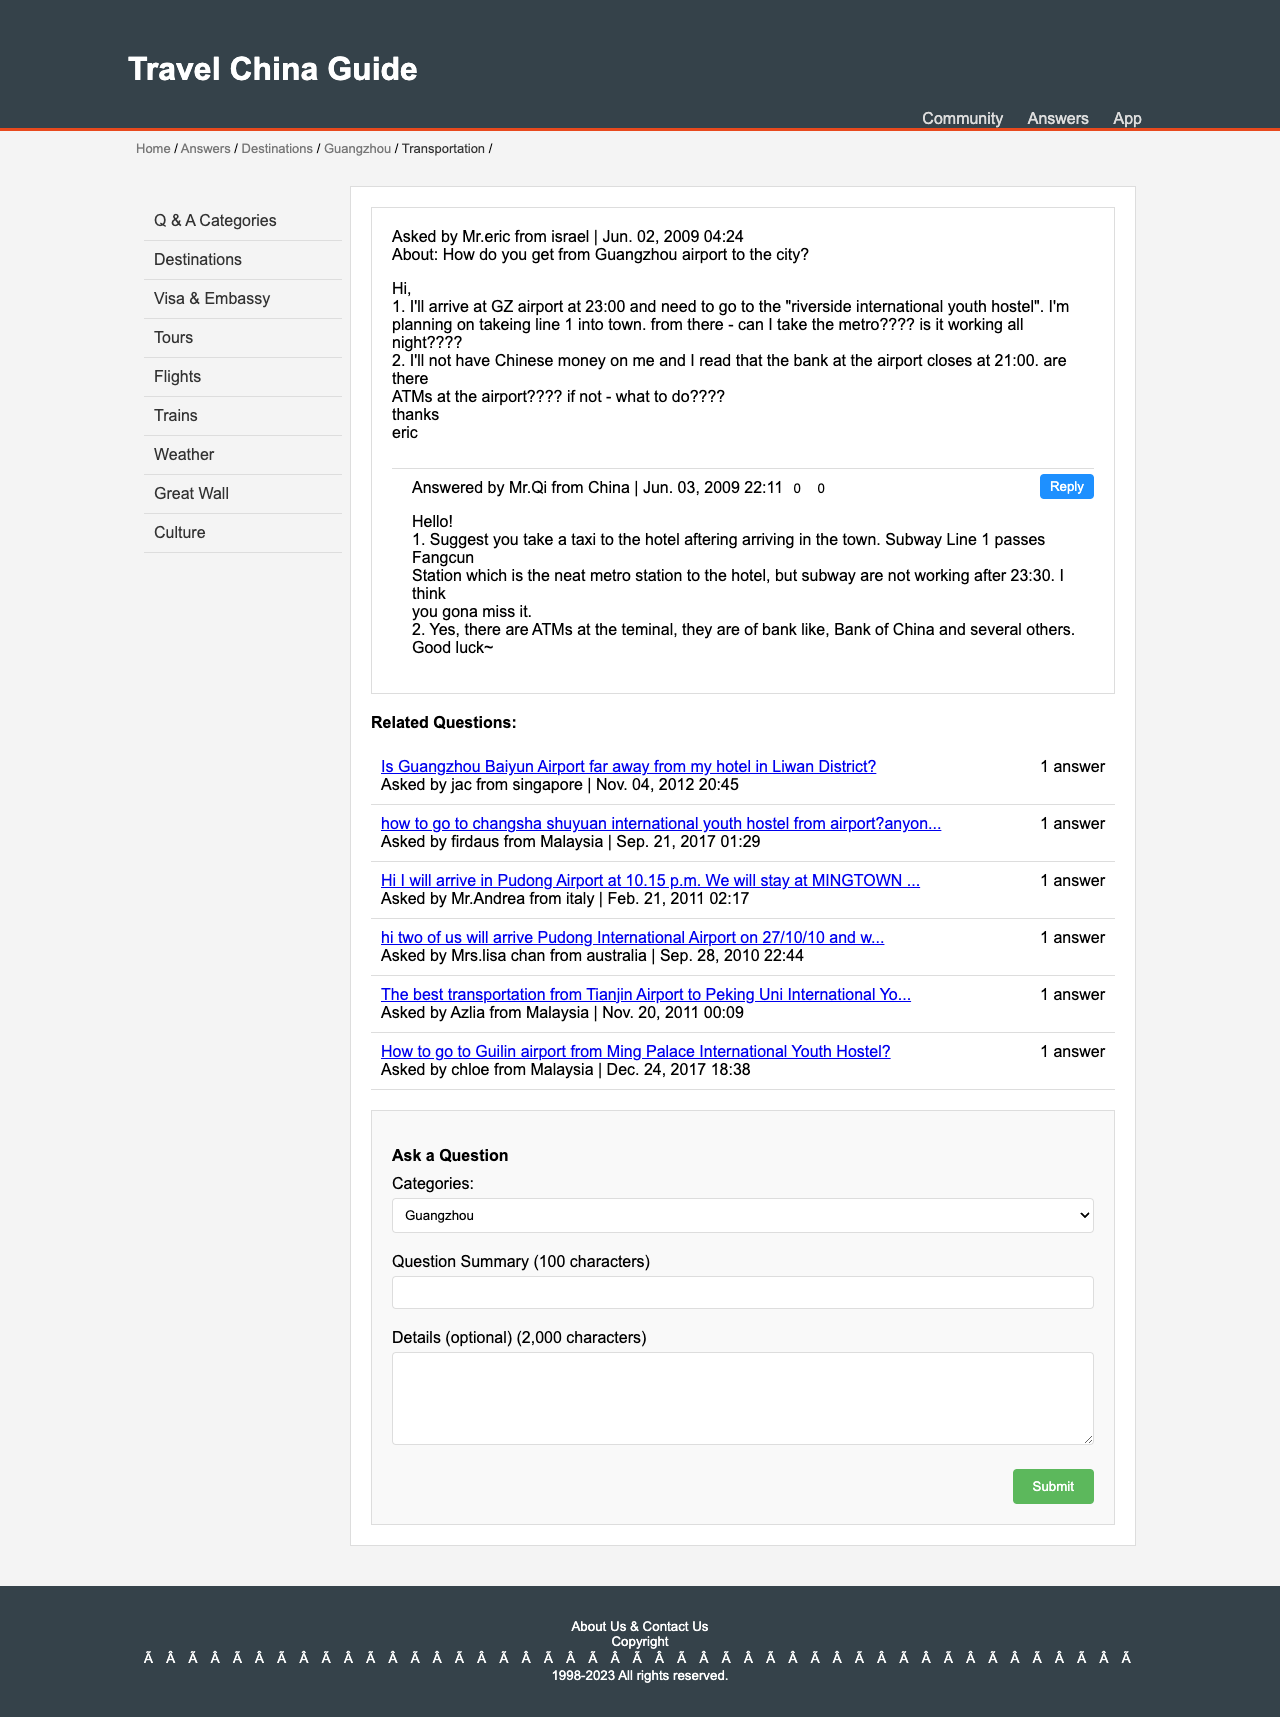 Travel China Guide
Community Answers App
Home / Answers / Destinations / Guangzhou / Transportation /
Q & A Categories
Destinations
Visa & Embassy
Tours
Flights
Trains
Weather
Great Wall
Culture
Asked by Mr.eric from israel | Jun. 02, 2009 04:24
About: How do you get from Guangzhou airport to the city?
Hi,
1. I'll arrive at GZ airport at 23:00 and need to go to the "riverside international youth hostel". I'm
planning on takeing line 1 into town. from there - can I take the metro???? is it working all
night????
2. I'll not have Chinese money on me and I read that the bank at the airport closes at 21:00. are
there
ATMs at the airport???? if not - what to do????
thanks
eric
Answered by Mr.Qi from China | Jun. 03, 2009 22:11 0 0 Reply
Hello!
1. Suggest you take a taxi to the hotel aftering arriving in the town. Subway Line 1 passes
Fangcun
Station which is the neat metro station to the hotel, but subway are not working after 23:30. I
think
you gona miss it.
2. Yes, there are ATMs at the teminal, they are of bank like, Bank of China and several others.
Good luck~
Related Questions:
Is Guangzhou Baiyun Airport far away from my hotel in Liwan District? 1 answer
Asked by jac from singapore | Nov. 04, 2012 20:45
how to go to changsha shuyuan international youth hostel from airport?anyon... 1 answer
Asked by firdaus from Malaysia | Sep. 21, 2017 01:29
Hi I will arrive in Pudong Airport at 10.15 p.m. We will stay at MINGTOWN ... 1 answer
Asked by Mr.Andrea from italy | Feb. 21, 2011 02:17
hi two of us will arrive Pudong International Airport on 27/10/10 and w... 1 answer
Asked by Mrs.lisa chan from australia | Sep. 28, 2010 22:44
The best transportation from Tianjin Airport to Peking Uni International Yo... 1 answer
Asked by Azlia from Malaysia | Nov. 20, 2011 00:09
How to go to Guilin airport from Ming Palace International Youth Hostel? 1 answer
Asked by chloe from Malaysia | Dec. 24, 2017 18:38
Ask a Question
Categories:
Guangzhou
Question Summary (100 characters)
Details (optional) (2,000 characters)
Submit
About Us & Contact Us
Copyright
Ã Â Ã Â Ã Â Ã Â Ã Â Ã Â Ã Â Ã Â Ã Â Ã Â Ã Â Ã Â Ã Â Ã Â Ã Â Ã Â Ã Â Ã Â Ã Â Ã Â Ã Â Ã Â Ã
1998-2023 All rights reserved.